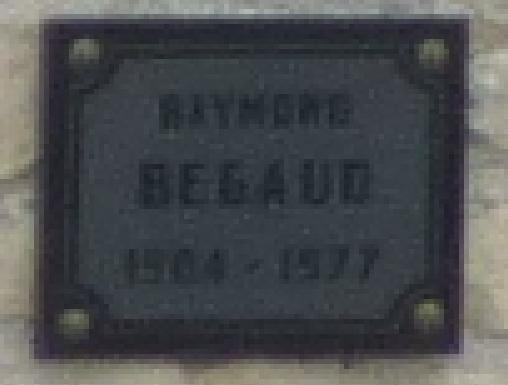 RAYMOND
BEGAUD
1904 - 1977